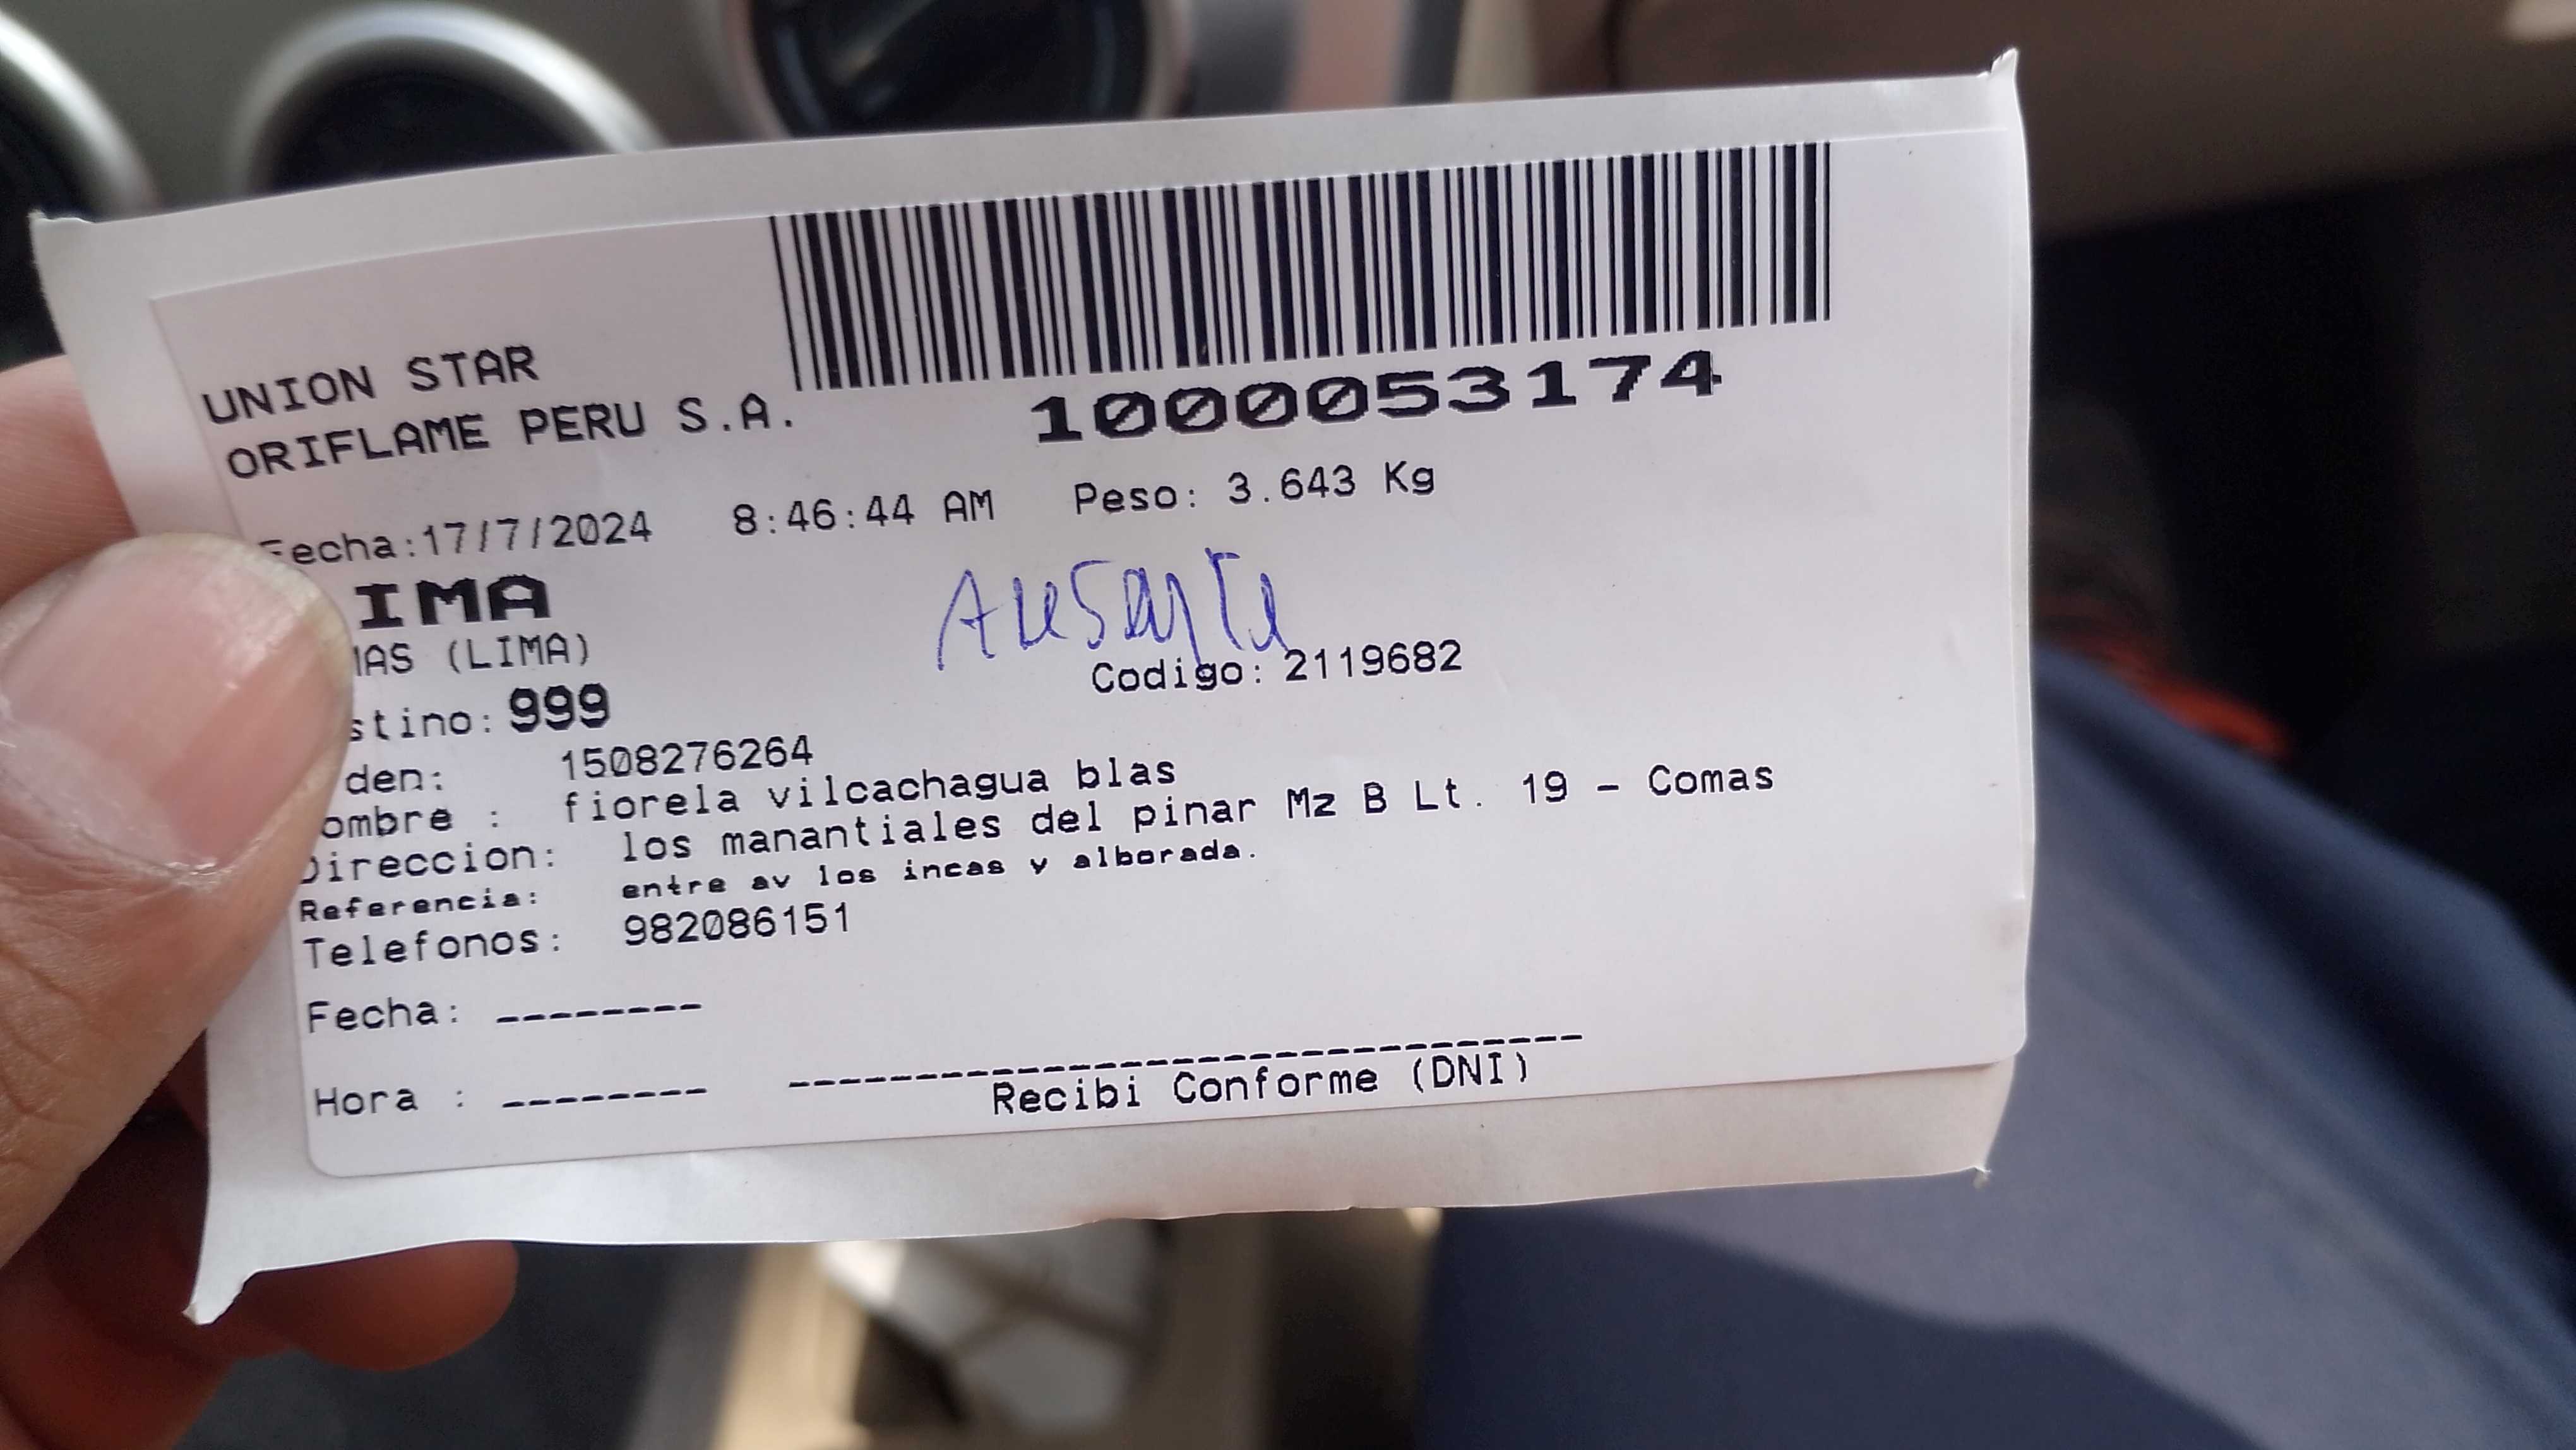 UNION STAR
ORIFLAME PERU S.A.
1000053174
Fecha:17/7/2024 8:46:44 AM Peso: 3.643 Kg
IMA
MAS (LIMA)
stino: 999 Codigo: 2119682
den: 1508276264
ombre : fiorela vilcachagua blas
Direccion: los manantiales del pinar Mz B Lt. 19 - Comas
Referencia: entre av los incas y alborada.
Telefonos: 982086151
Fecha: --------
Hora : --------
Recibi Conforme (DNI)